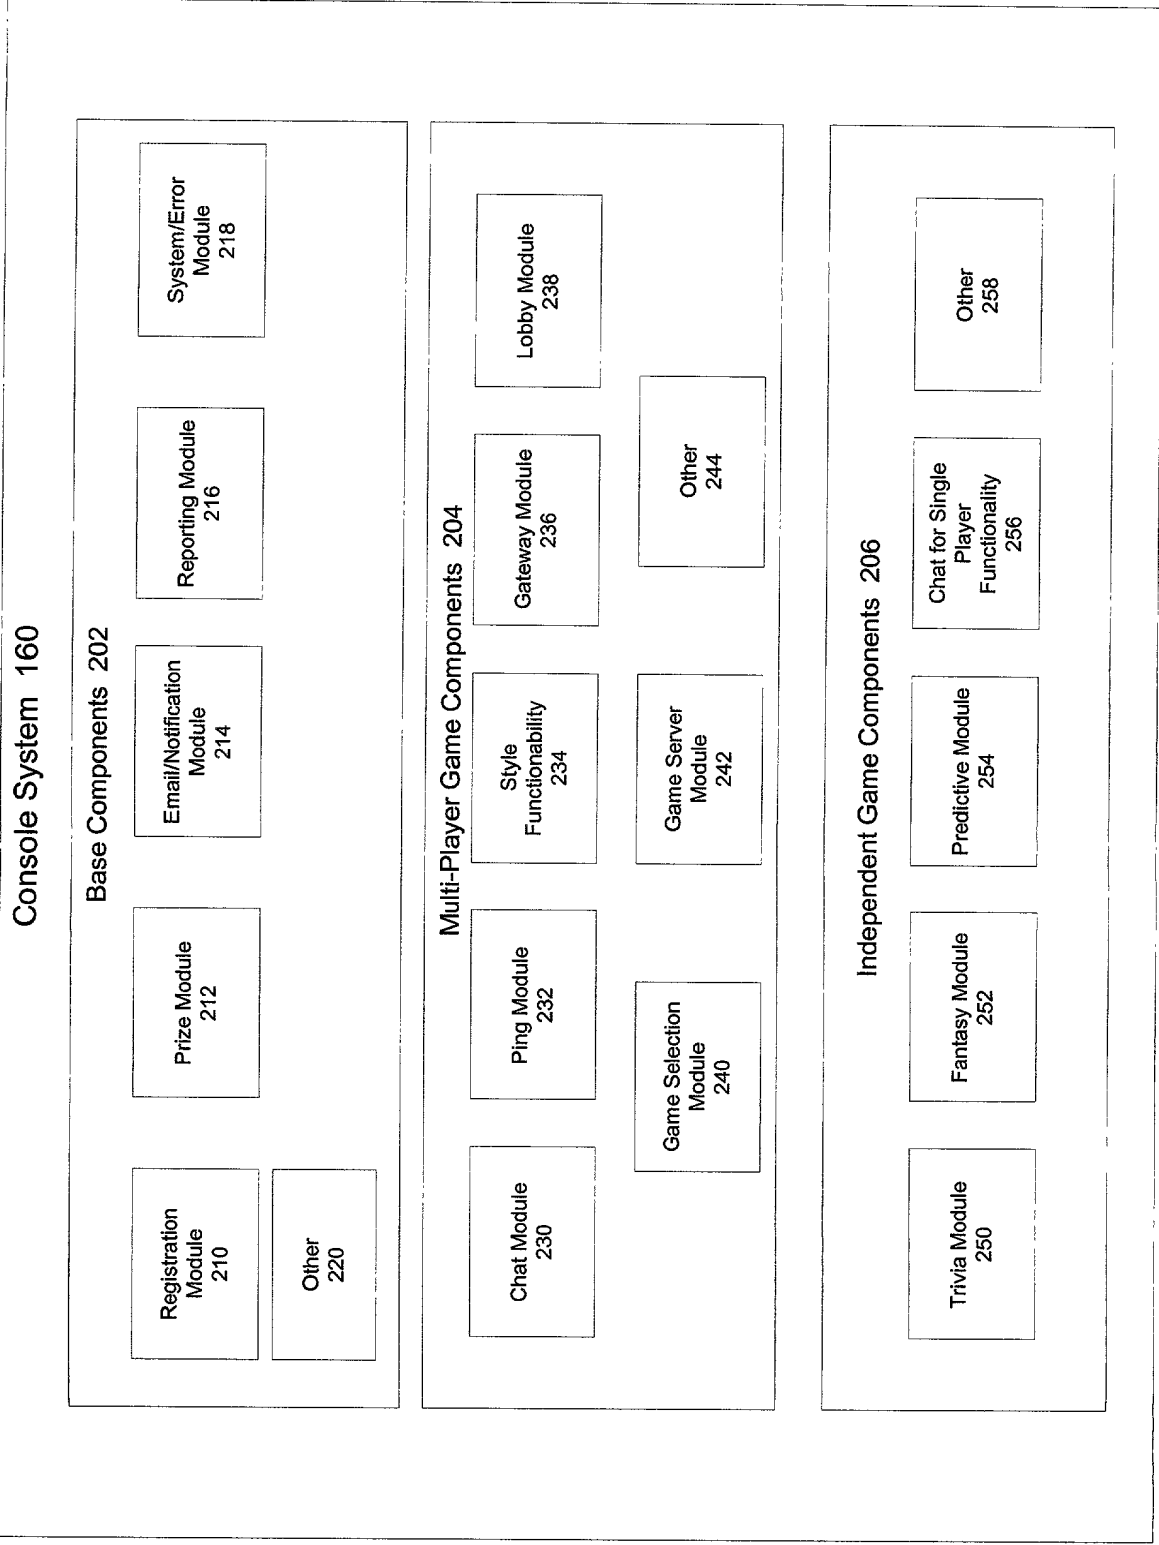 Console System 160
Base Components 202
Registration
Module
210
Prize Module
212
Email/Notification
Module
214
Reporting Module
216
System/Error
Module
218
Other
220
Multi-Player Game Components 204
Chat Module
230
Ping Module
232
Style
Functionability
234
Gateway Module
236
Lobby Module
238
Game Selection
Module
240
Game Server
Module
242
Other
244
Independent Game Components 206
Trivia Module
250
Fantasy Module
252
Predictive Module
254
Chat for Single
Player
Functionality
256
Other
258